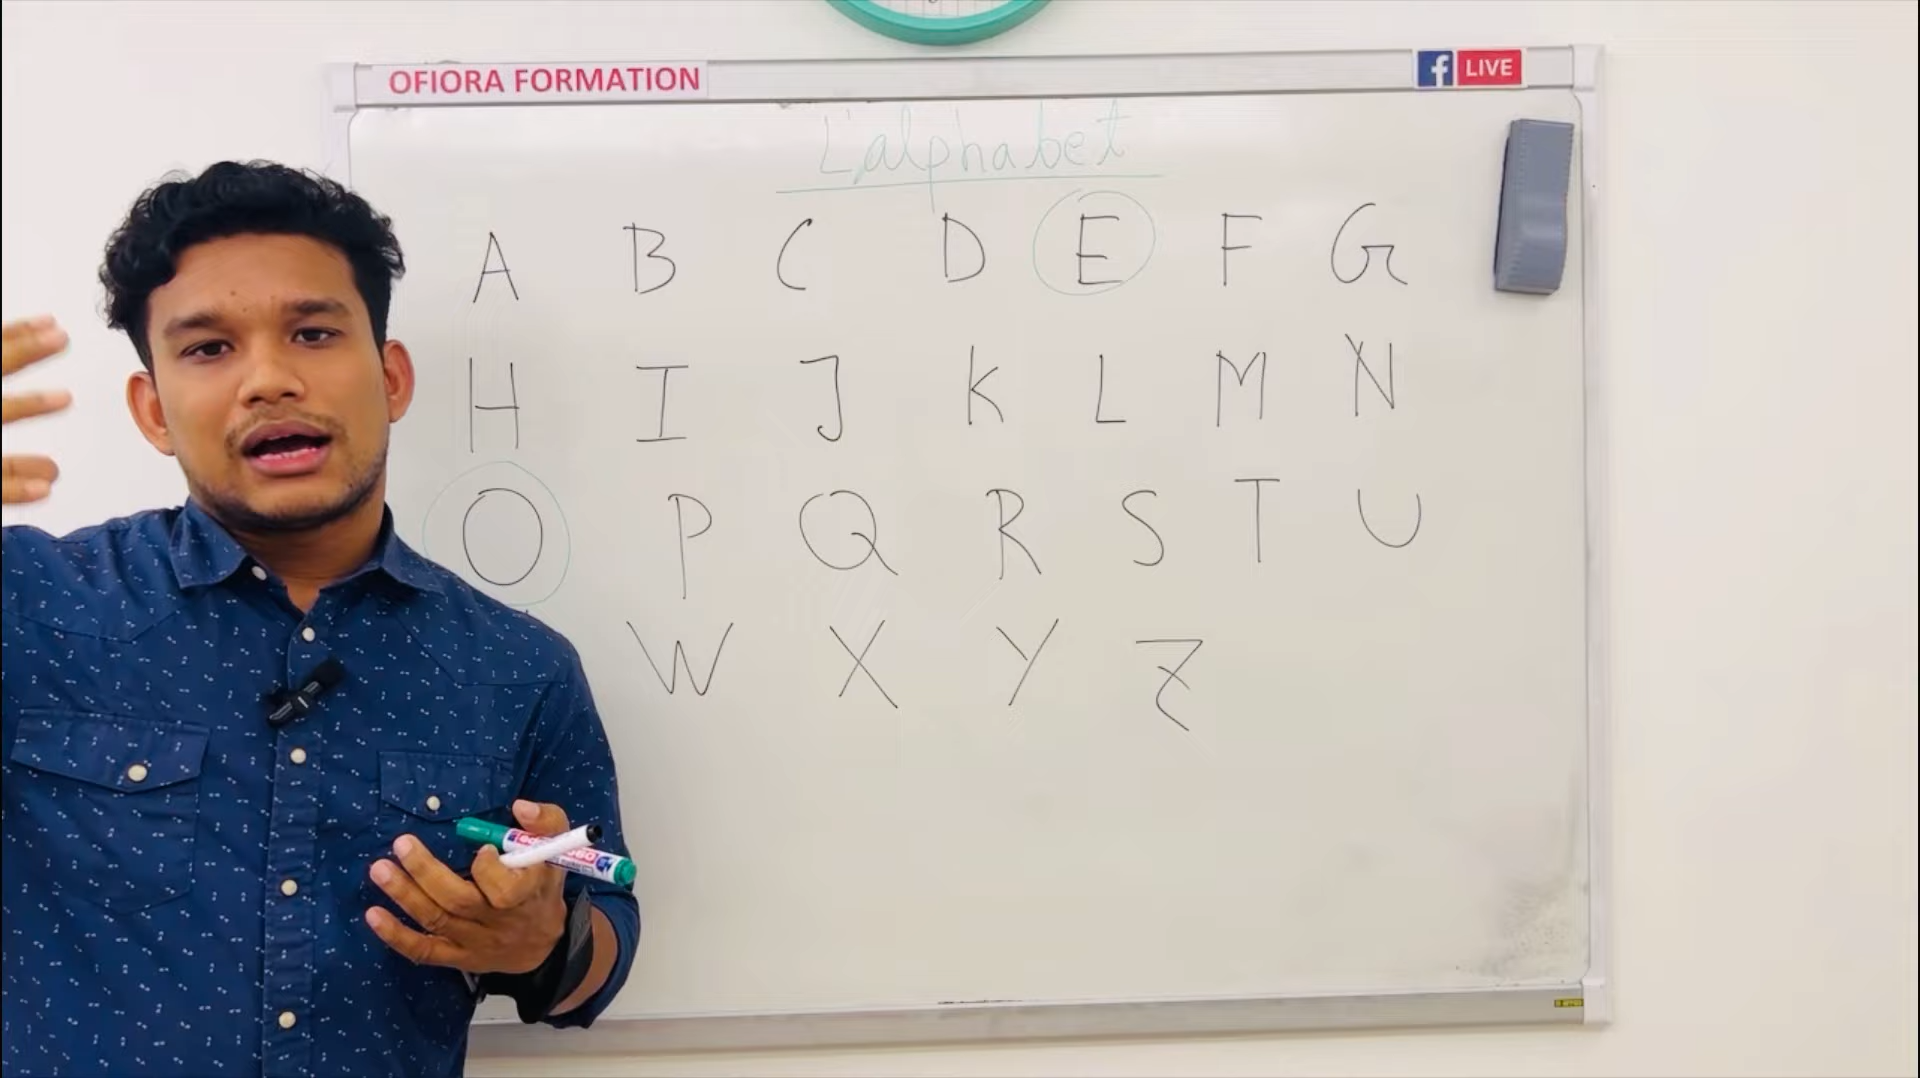 OFIORA FORMATION
f LIVE
L'alphabet
A B C D E F G
H I J K L M N
O P Q R S T U
W X Y Z